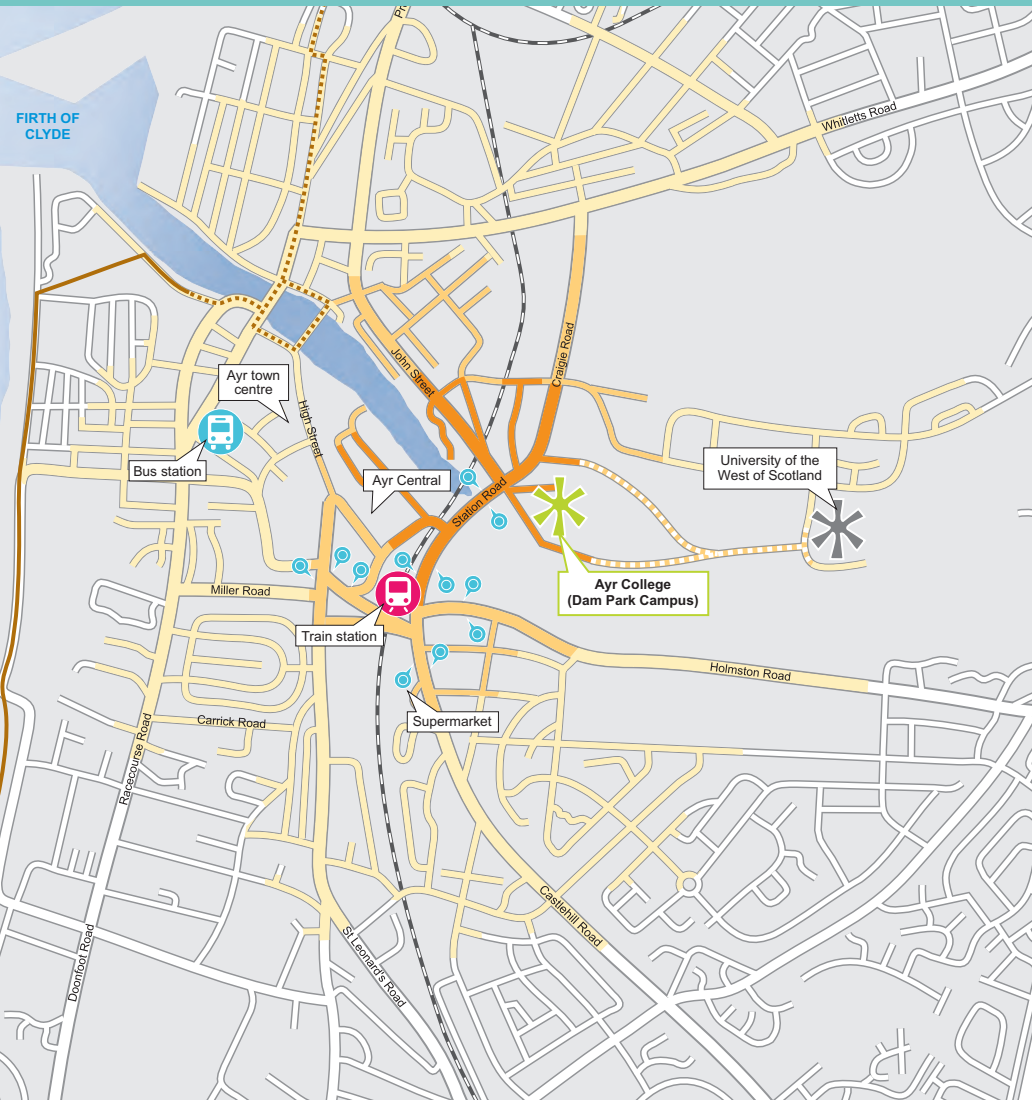 Pr
FIRTH OF
CLYDE
Whitletts Road
Craigie Road
John Street
Ayr town
centre
High Street
Bus station
Ayr Central
Station Road
University of the
West of Scotland
Ayr College
(Dam Park Campus)
Miller Road
Train station
Holmston Road
Supermarket
Carrick Road
Racecourse Road
Castlehill Road
St Leonard's Road
Doonfoot Road